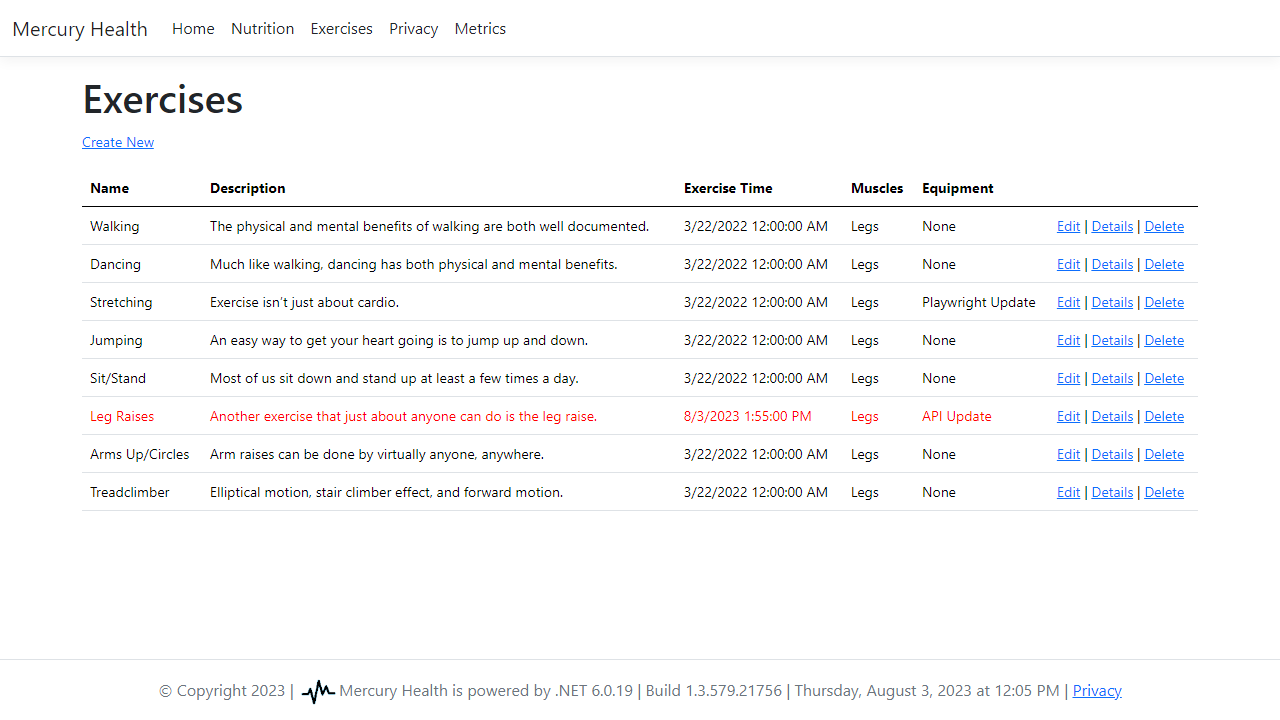 Mercury Health Home Nutrition Exercises Privacy Metrics
Exercises
Create New
Name Description Exercise Time Muscles Equipment
Walking The physical and mental benefits of walking are both well documented. 3/22/2022 12:00:00 AM Legs None Edit | Details | Delete
Dancing Much like walking, dancing has both physical and mental benefits. 3/22/2022 12:00:00 AM Legs None Edit | Details | Delete
Stretching Exercise isn't just about cardio. 3/22/2022 12:00:00 AM Legs Playwright Update Edit | Details | Delete
Jumping An easy way to get your heart going is to jump up and down. 3/22/2022 12:00:00 AM Legs None Edit | Details | Delete
Sit/Stand Most of us sit down and stand up at least a few times a day. 3/22/2022 12:00:00 AM Legs None Edit | Details | Delete
Leg Raises Another exercise that just about anyone can do is the leg raise. 8/3/2023 1:55:00 PM Legs API Update Edit | Details | Delete
Arms Up/Circles Arm raises can be done by virtually anyone, anywhere. 3/22/2022 12:00:00 AM Legs None Edit | Details | Delete
Treadclimber Elliptical motion, stair climber effect, and forward motion. 3/22/2022 12:00:00 AM Legs None Edit | Details | Delete
© Copyright 2023 | Mercury Health is powered by .NET 6.0.19 | Build 1.3.579.21756 | Thursday, August 3, 2023 at 12:05 PM | Privacy